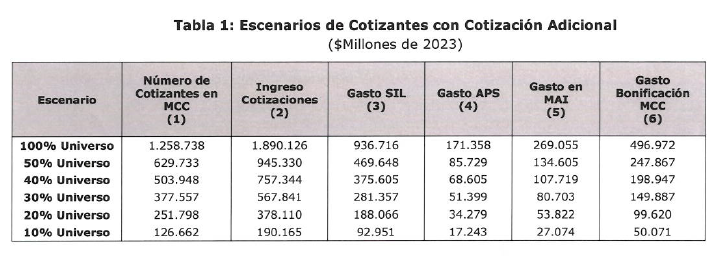 Tabla 1: Escenarios de Cotizantes con Cotización Adicional
($Millones de 2023)
Escenario Número de Cotizantes en MCC (1) Ingreso Cotizaciones (2) Gasto SIL (3) Gasto APS (4) Gasto en MAI (5) Gasto Bonificación MCC (6)
100% Universo 1.258.738 1.890.126 936.716 171.358 269.055 496.972
50% Universo 629.733 945.330 469.648 85.729 134.605 247.867
40% Universo 503.948 757.344 375.605 68.605 107.719 198.947
30% Universo 377.557 567.841 281.357 51.399 80.703 149.887
20% Universo 251.798 378.110 188.066 34.279 53.822 99.620
10% Universo 126.662 190.165 92.951 17.243 27.074 50.071